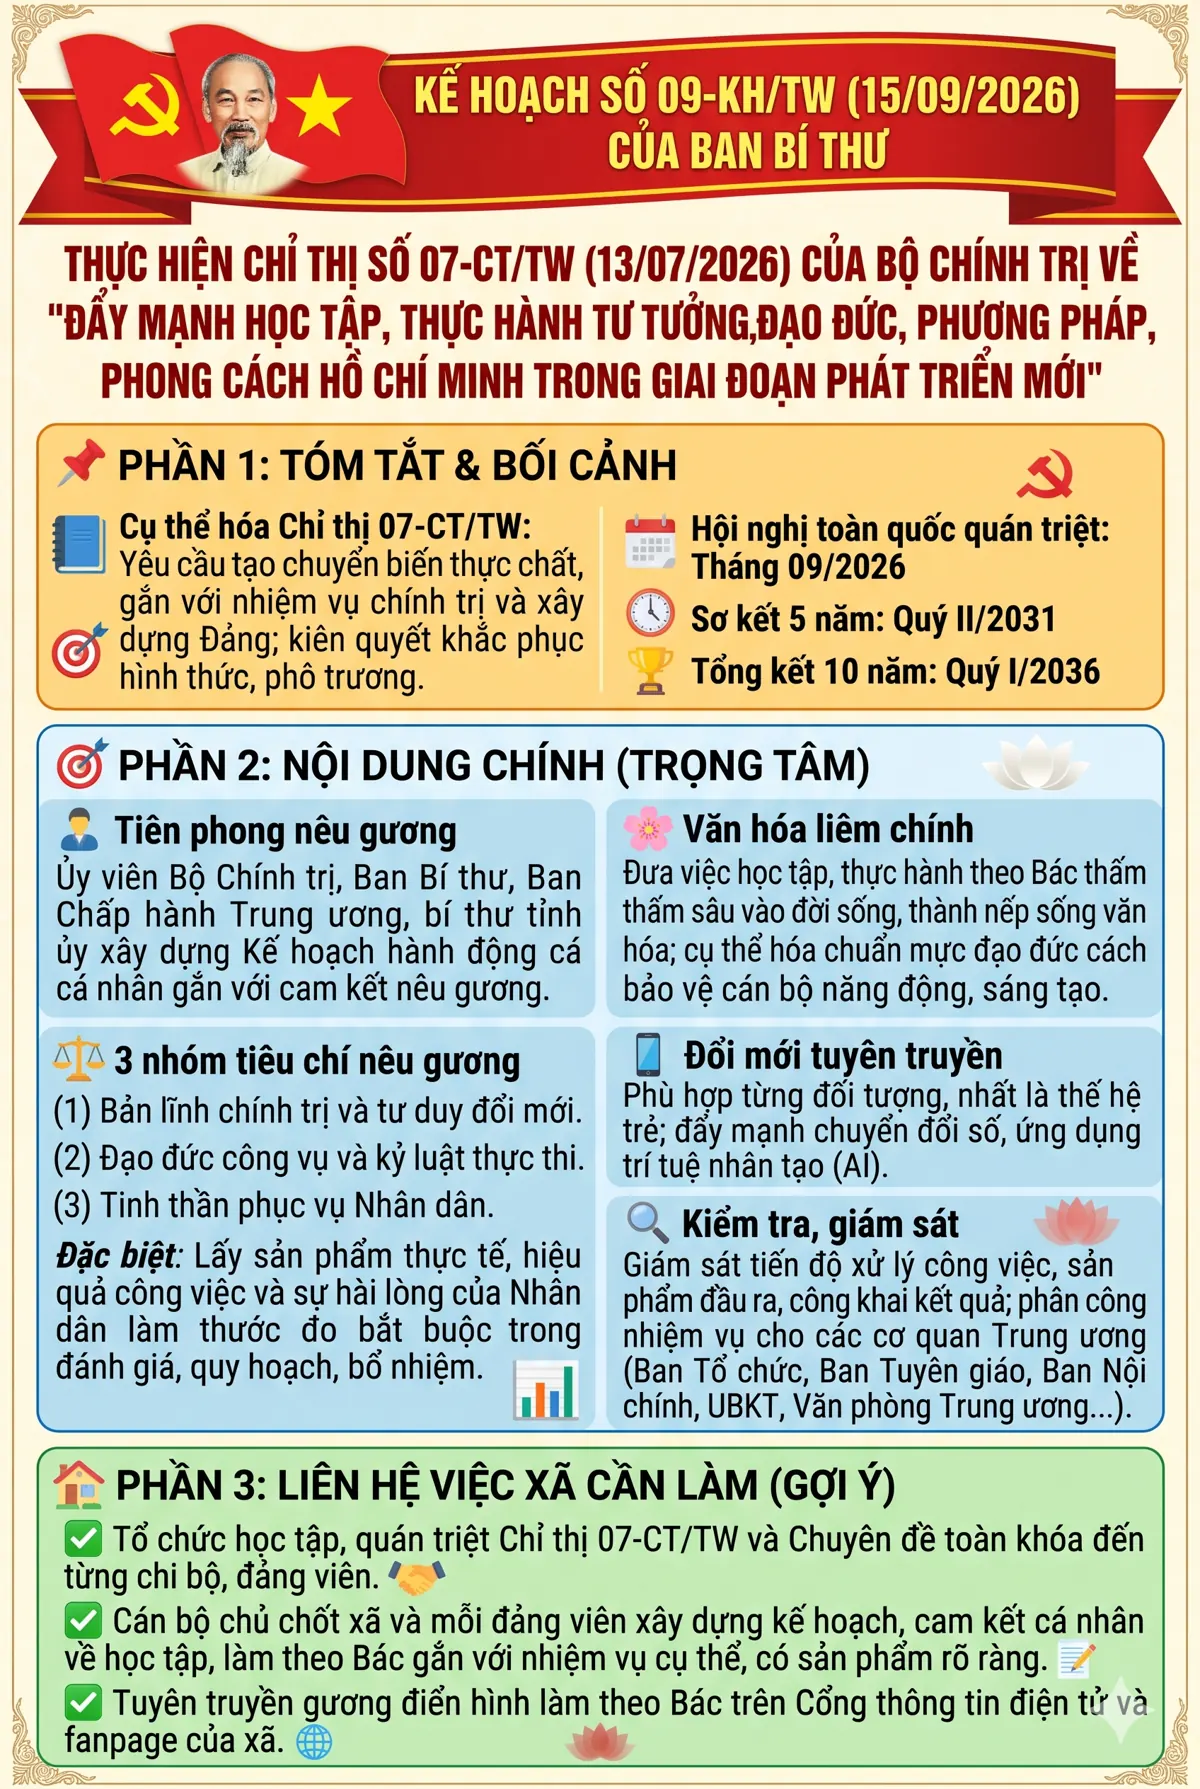 KẾ HOẠCH SỐ 09-KH/TW (15/09/2026)
CỦA BAN BÍ THƯ
THỰC HIỆN CHỈ THỊ SỐ 07-CT/TW (13/07/2026) CỦA BỘ CHÍNH TRỊ VỀ
"ĐẨY MẠNH HỌC TẬP, THỰC HÀNH TƯ TƯỞNG,ĐẠO ĐỨC, PHƯƠNG PHÁP,
PHONG CÁCH HỒ CHÍ MINH TRONG GIAI ĐOẠN PHÁT TRIỂN MỚI"
PHẦN 1: TÓM TẮT & BỐI CẢNH
Cụ thể hóa Chỉ thị 07-CT/TW:
Yêu cầu tạo chuyển biến thực chất,
gắn với nhiệm vụ chính trị và xây
dựng Đảng; kiên quyết khắc phục
hình thức, phô trương.
Hội nghị toàn quốc quán triệt:
Tháng 09/2026
Sơ kết 5 năm: Quý II/2031
Tổng kết 10 năm: Quý I/2036
PHẦN 2: NỘI DUNG CHÍNH (TRỌNG TÂM)
Tiên phong nêu gương
Ủy viên Bộ Chính trị, Ban Bí thư, Ban
Chấp hành Trung ương, bí thư tỉnh
ủy xây dựng Kế hoạch hành động cá
cá nhân gắn với cam kết nêu gương.
3 nhóm tiêu chí nêu gương
(1) Bản lĩnh chính trị và tư duy đổi mới.
(2) Đạo đức công vụ và kỷ luật thực thi.
(3) Tinh thần phục vụ Nhân dân.
Đặc biệt: Lấy sản phẩm thực tế, hiệu
quả công việc và sự hài lòng của Nhân
dân làm thước đo bắt buộc trong
đánh giá, quy hoạch, bổ nhiệm.
Văn hóa liêm chính
Đưa việc học tập, thực hành theo Bác thấm
thấm sâu vào đời sống, thành nếp sống văn
hóa; cụ thể hóa chuẩn mực đạo đức cách
bảo vệ cán bộ năng động, sáng tạo.
Đổi mới tuyên truyền
Phù hợp từng đối tượng, nhất là thế hệ
trẻ; đẩy mạnh chuyển đổi số, ứng dụng
trí tuệ nhân tạo (AI).
Kiểm tra, giám sát
Giám sát tiến độ xử lý công việc, sản
phẩm đầu ra, công khai kết quả; phân công
nhiệm vụ cho các cơ quan Trung ương
(Ban Tổ chức, Ban Tuyên giáo, Ban Nội
chính, UBKT, Văn phòng Trung ương...).
PHẦN 3: LIÊN HỆ VIỆC XÃ CẦN LÀM (GỢI Ý)
Tổ chức học tập, quán triệt Chỉ thị 07-CT/TW và Chuyên đề toàn khóa đến
từng chi bộ, đảng viên.
Cán bộ chủ chốt xã và mỗi đảng viên xây dựng kế hoạch, cam kết cá nhân
về học tập, làm theo Bác gắn với nhiệm vụ cụ thể, có sản phẩm rõ ràng.
Tuyên truyền gương điển hình làm theo Bác trên Cổng thông tin điện tử và
fanpage của xã.